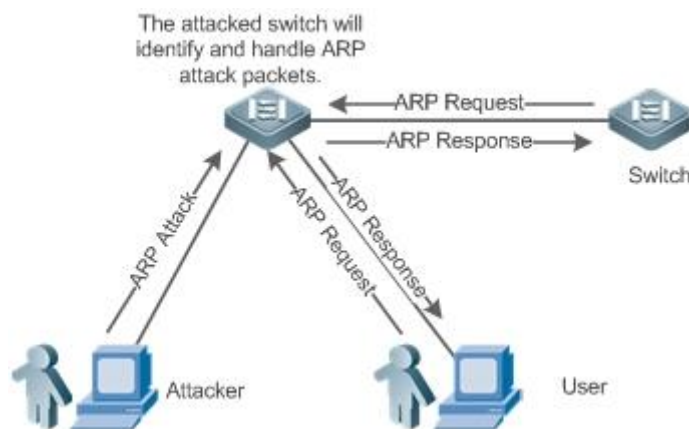 The attacked switch will
identify and handle ARP
attack packets.
ARP Request
ARP Response
Switch
ARP Attack
ARP Response
ARP Request
Attacker
User